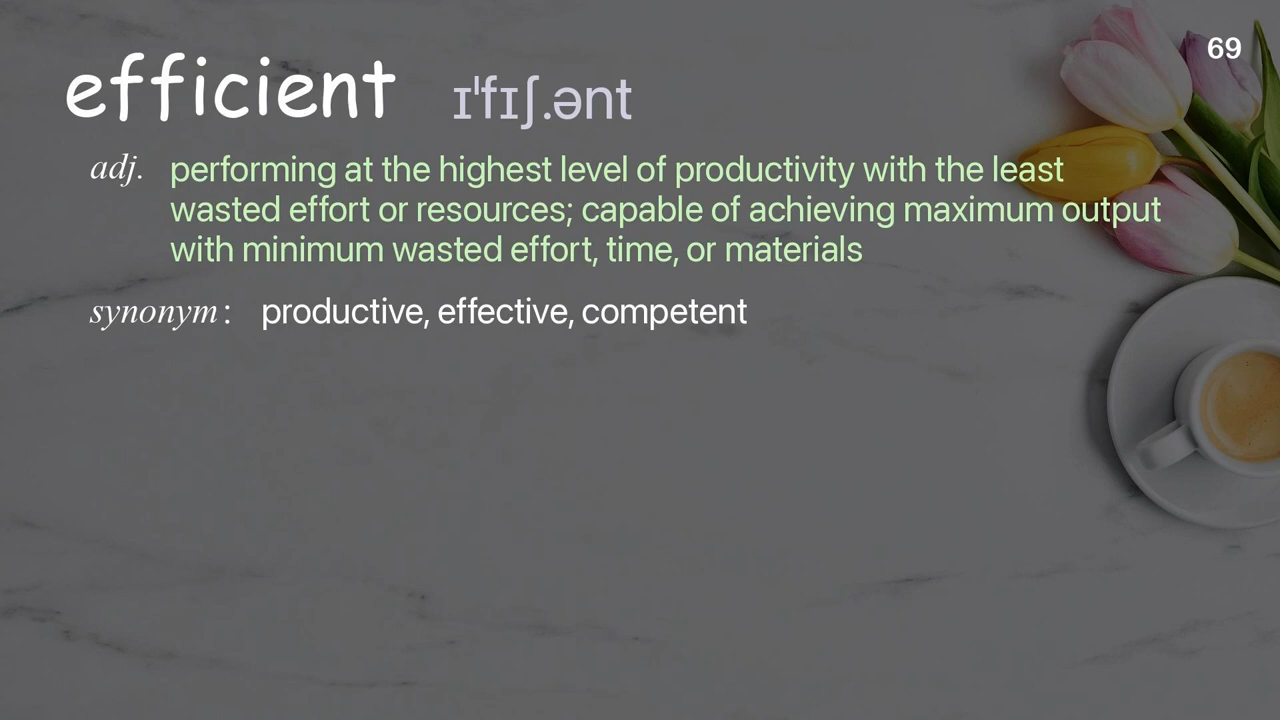 69
efficient ɪˈfɪʃ.ənt
adj. performing at the highest level of productivity with the least
wasted effort or resources; capable of achieving maximum output
with minimum wasted effort, time, or materials
synonym: productive, effective, competent